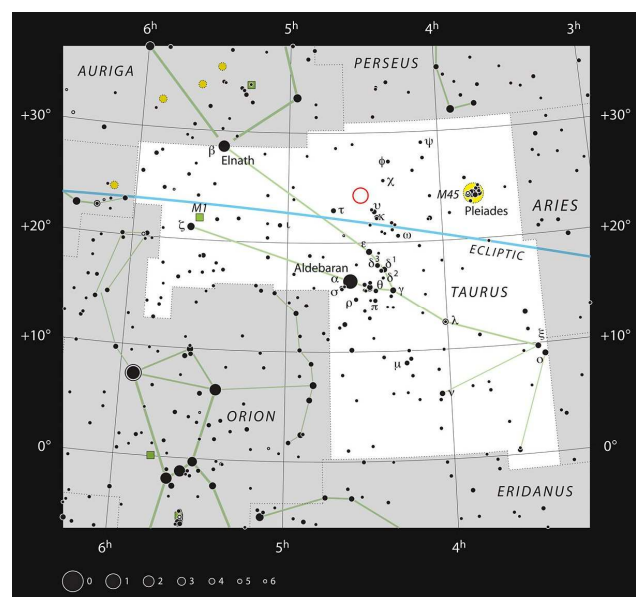 6h 5h 4h 3h
AURIGA
PERSEUS
+30° +30°
β
Elnath
ψ
ϕ
χ
M45
Pleiades
ARIES
M1
τ
υ
κ
ζ
ι
ω
+20° +20°
ε
ECLIPTIC
Aldebaran
δ3 δ1
δ2
α
θ
σ
γ
TAURUS
ρ
π
λ
+10° +10°
ξ
ο
μ
ν
ORION
0° 0°
ERIDANUS
6h 5h 4h
0 1 2 3 4 5 6